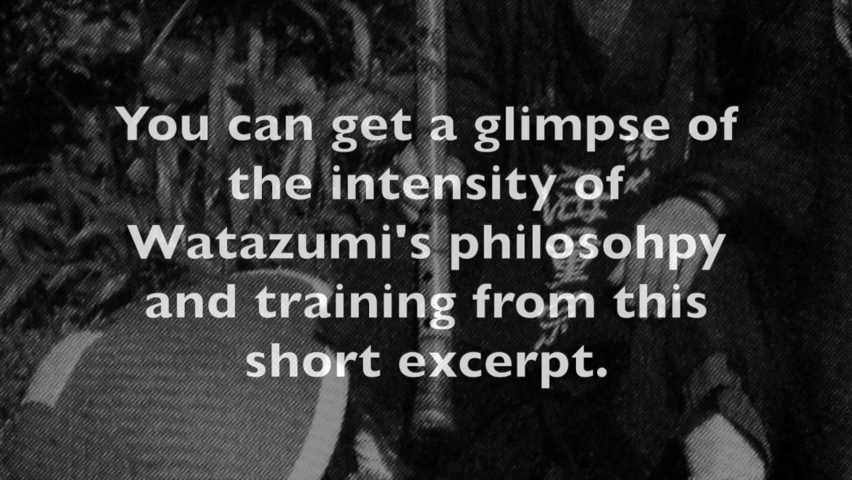 You can get a glimpse of
the intensity of
Watazumi's philosohpy
and training from this
short excerpt.